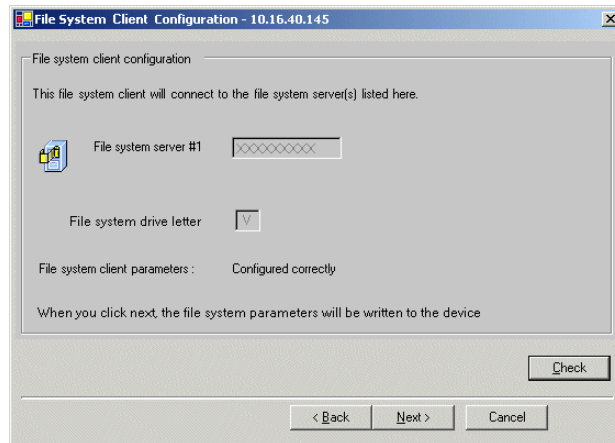 File System Client Configuration - 10.16.40.145
File system client configuration
This file system client will connect to the file system server(s) listed here.
File system server #1 XXXXXXXXXX
File system drive letter V
File system client parameters : Configured correctly
When you click next, the file system parameters will be written to the device
Check
< Back Next > Cancel